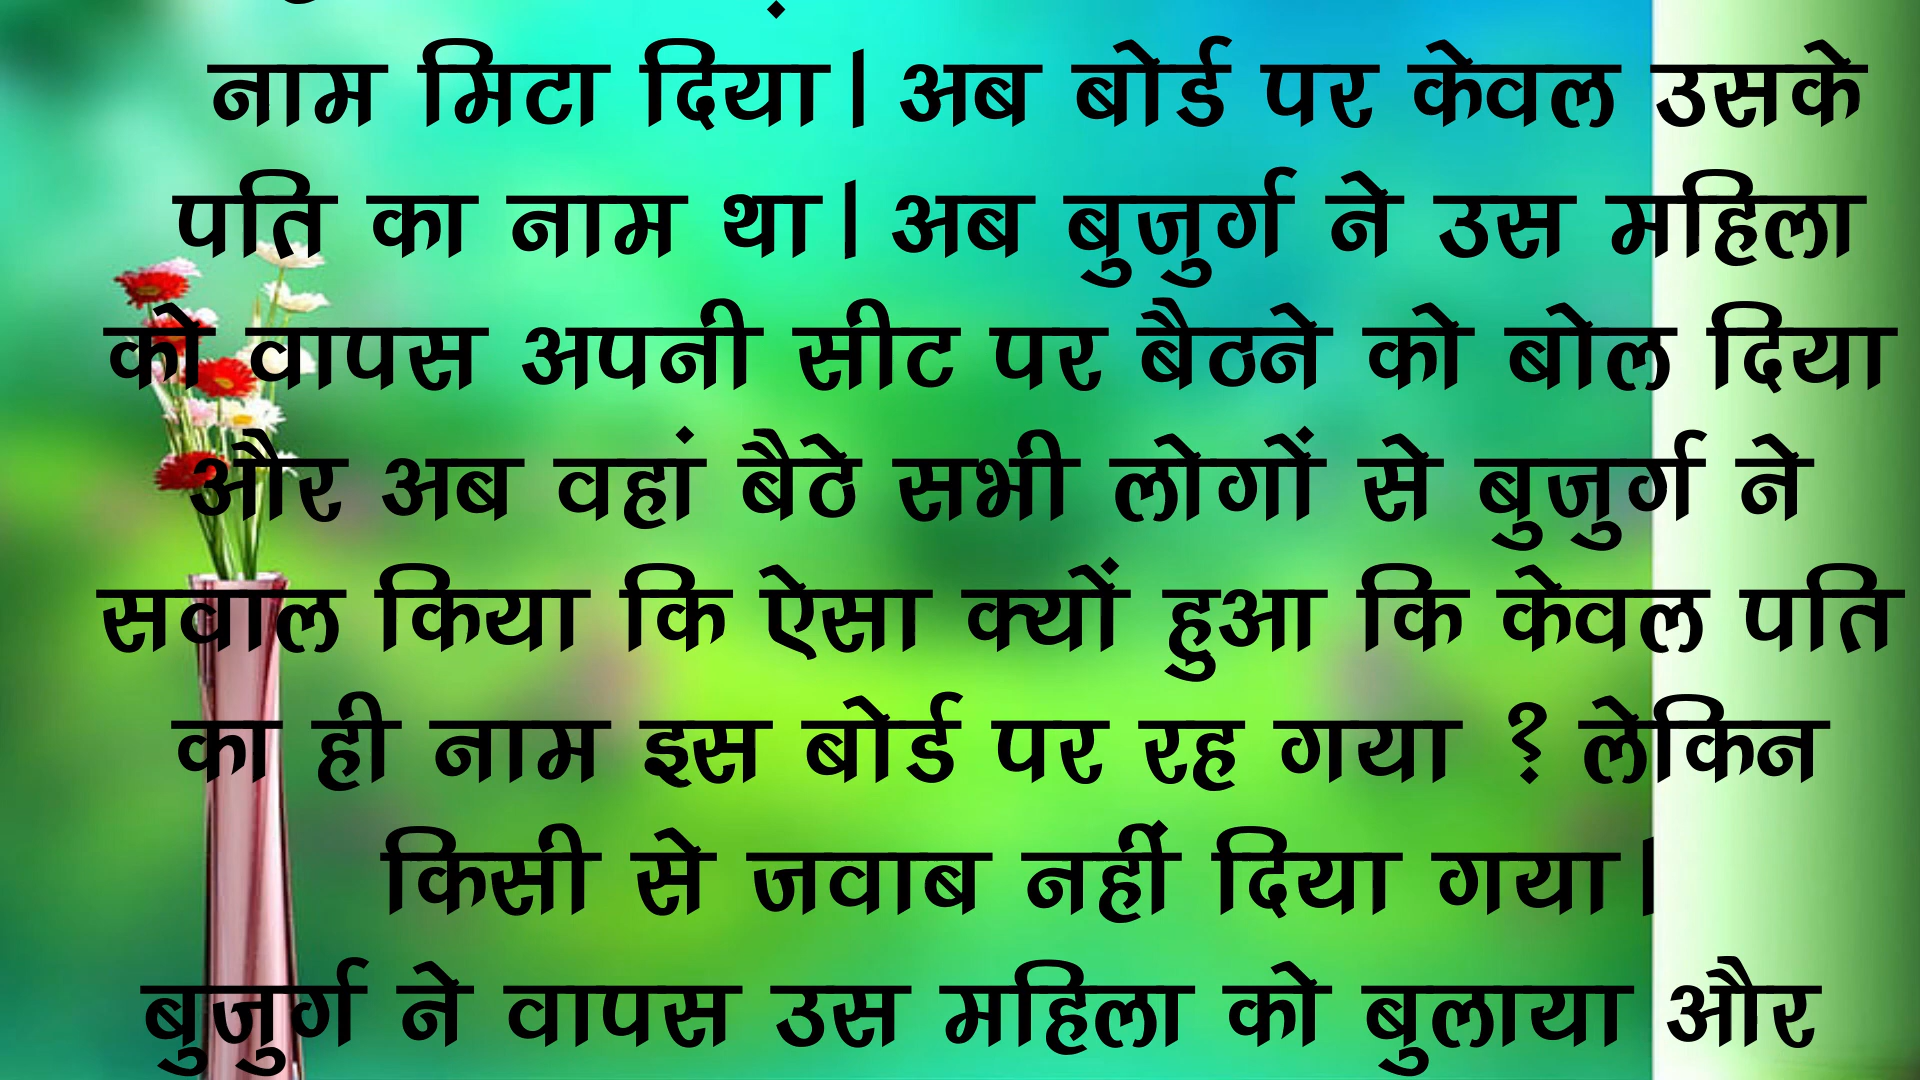 नाम मिटा दिया। अब बोर्ड पर केवल उसके
पति का नाम था। अब बुजुर्ग ने उस महिला
को वापस अपनी सीट पर बैठने को बोल दिया
और अब वहां बैठे सभी लोगों से बुजुर्ग ने
सवाल किया कि ऐसा क्यों हुआ कि केवल पति
का ही नाम इस बोर्ड पर रह गया ? लेकिन
किसी से जवाब नहीं दिया गया।
बुजुर्ग ने वापस उस महिला को बुलाया और